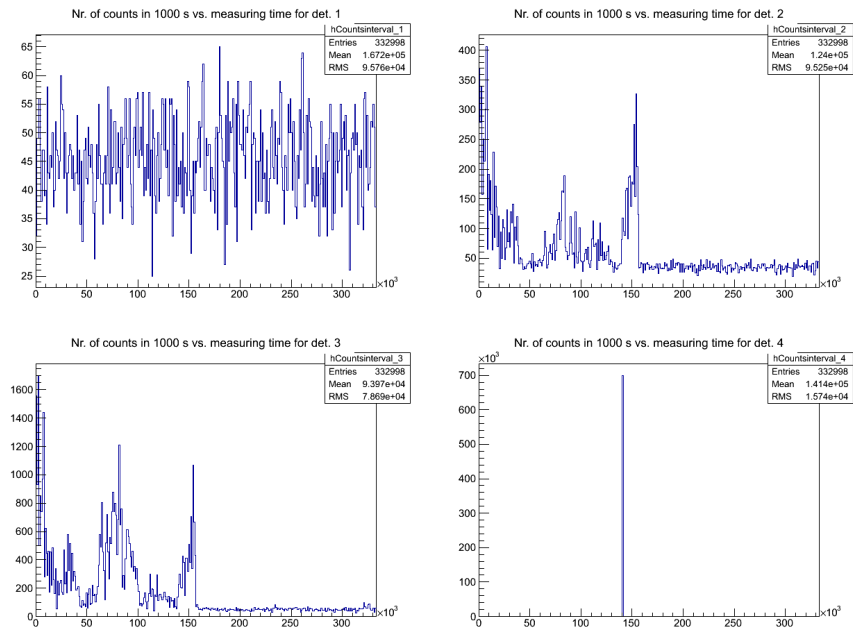 Nr. of counts in 1000 s vs. measuring time for det. 1
hCountsinterval_1
Entries 332998
Mean 1.672e+05
RMS 9.576e+04
65
60
55
50
45
40
35
30
25
0 50 100 150 200 250 300 ×10³
Nr. of counts in 1000 s vs. measuring time for det. 2
hCountsinterval_2
Entries 332998
Mean 1.24e+05
RMS 9.525e+04
400
350
300
250
200
150
100
50
0 50 100 150 200 250 300 ×10³
Nr. of counts in 1000 s vs. measuring time for det. 3
hCountsinterval_3
Entries 332998
Mean 9.397e+04
RMS 7.869e+04
1600
1400
1200
1000
800
600
400
200
0
0 50 100 150 200 250 300 ×10³
Nr. of counts in 1000 s vs. measuring time for det. 4
×10³
hCountsinterval_4
Entries 332998
Mean 1.414e+05
RMS 1.574e+04
700
600
500
400
300
200
100
0
0 50 100 150 200 250 300 ×10³